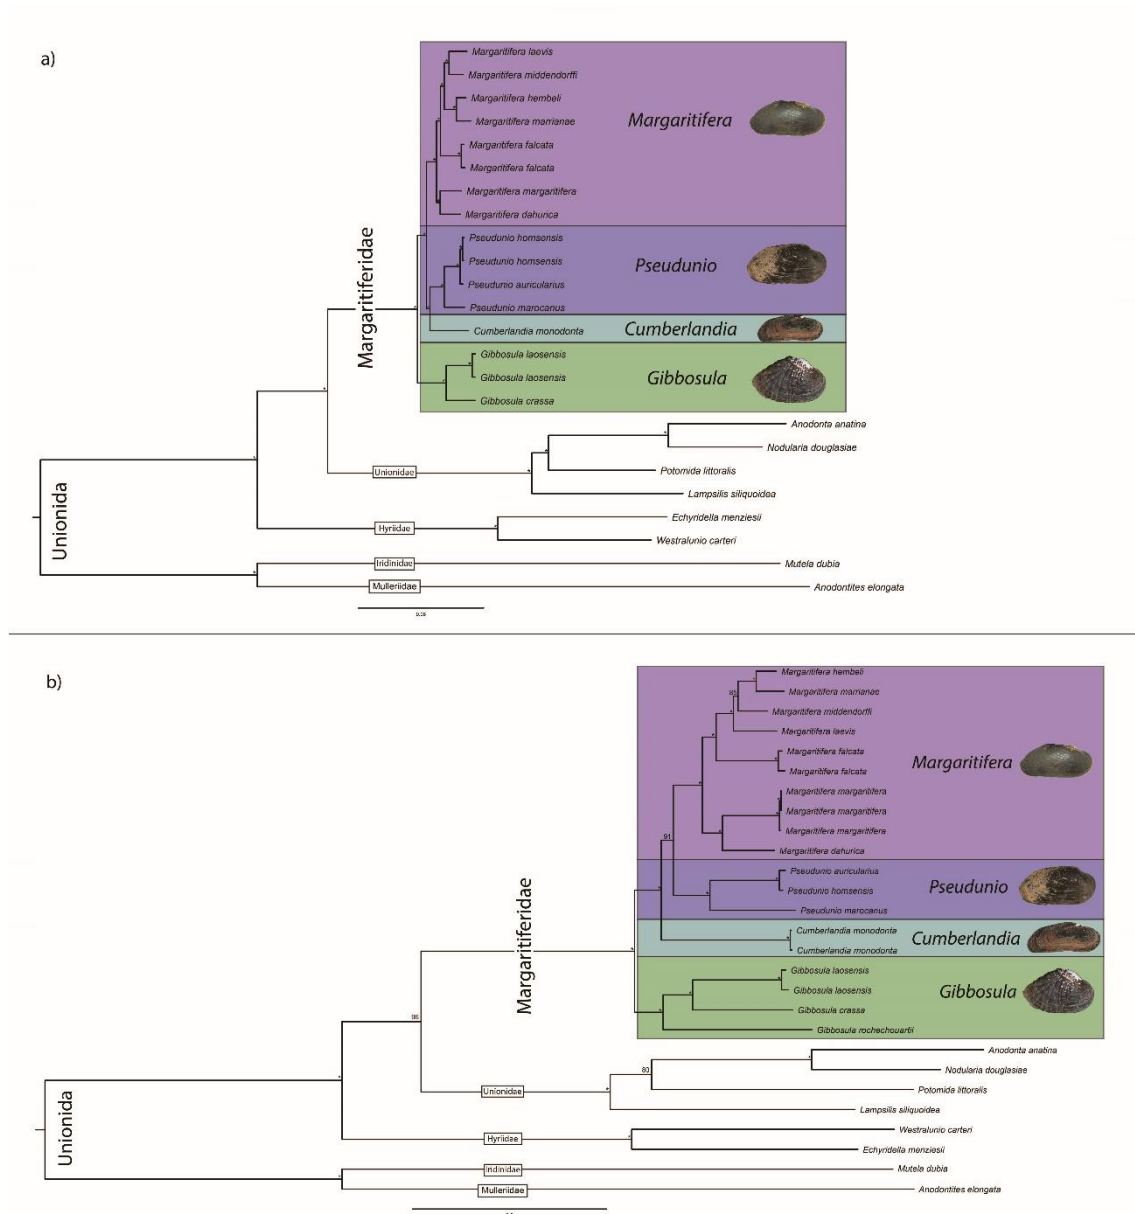 a)
Margaritifera laevis
Margaritifera middendorffi
Margaritifera hembeli
Margaritifera marrianae
Margaritifera falcata
Margaritifera falcata
Margaritifera margaritifera
Margaritifera dahurica
Margaritifera
Pseudunio homsensis
Pseudunio homsensis
Pseudunio auricularius
Pseudunio marocanus
Pseudunio
Cumberlandia monodonta
Cumberlandia
Gibbosula laosensis
Gibbosula laosensis
Gibbosula crassa
Gibbosula
Margaritiferidae
Anodonta anatina
Nodularia douglasiae
Potomida littoralis
Lampsilis siliquoidea
Unionidae
Echyridella menziesii
Westralunio carteri
Hyriidae
Unionida
Iridinidae
Mutela dubia
Mulleriidae
Anodontites elongata
b)
Margaritifera hembeli
Margaritifera marrianae
Margaritifera middendorffi
Margaritifera laevis
Margaritifera falcata
Margaritifera falcata
Margaritifera margaritifera
Margaritifera margaritifera
Margaritifera margaritifera
Margaritifera dahurica
Margaritifera
91
Pseudunio auricularius
Pseudunio homsensis
Pseudunio marocanus
Pseudunio
Cumberlandia monodonta
Cumberlandia monodonta
Cumberlandia
Gibbosula laosensis
Gibbosula laosensis
Gibbosula crassa
Gibbosula rochechouartii
Gibbosula
Margaritiferidae
Anodonta anatina
Nodularia douglasiae
80
Potomida littoralis
Lampsilis siliquoidea
Unionidae
Westralunio carteri
Echyridella menziesii
Hyriidae
Unionida
Iridinidae
Mutela dubia
Mulleriidae
Anodontites elongata